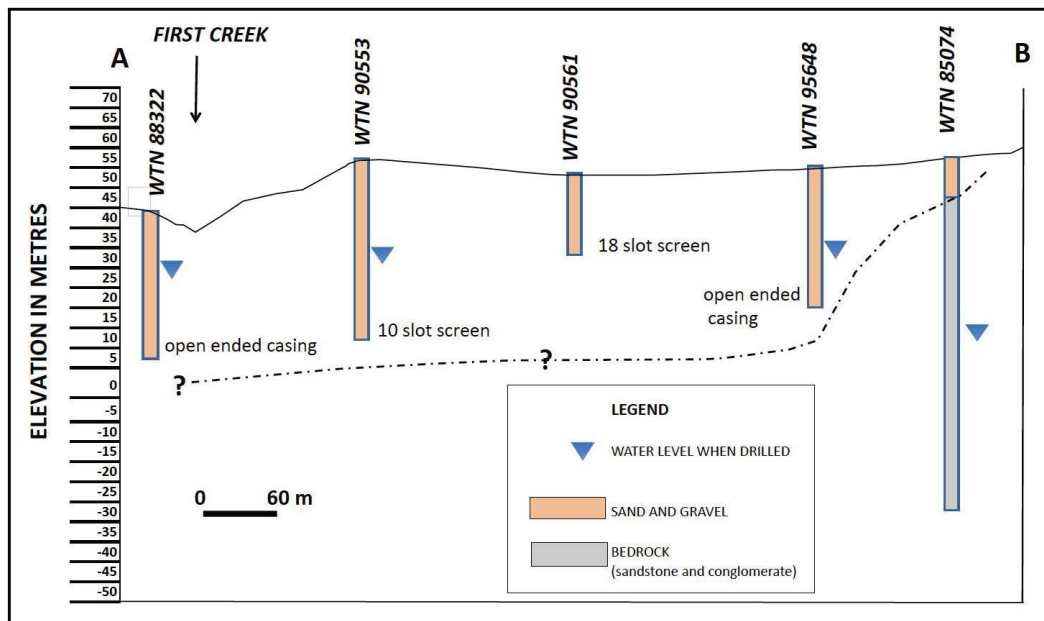 FIRST CREEK
A
B
WTN 88322
WTN 90553
WTN 90561
WTN 95648
WTN 85074
ELEVATION IN METRES
70
65
60
55
50
45
40
35
30
25
20
15
10
5
0
-5
-10
-15
-20
-25
-30
-35
-40
-45
-50
18 slot screen
open ended
casing
open ended casing
10 slot screen
?
?
0 60 m
LEGEND
WATER LEVEL WHEN DRILLED
SAND AND GRAVEL
BEDROCK
(sandstone and conglomerate)